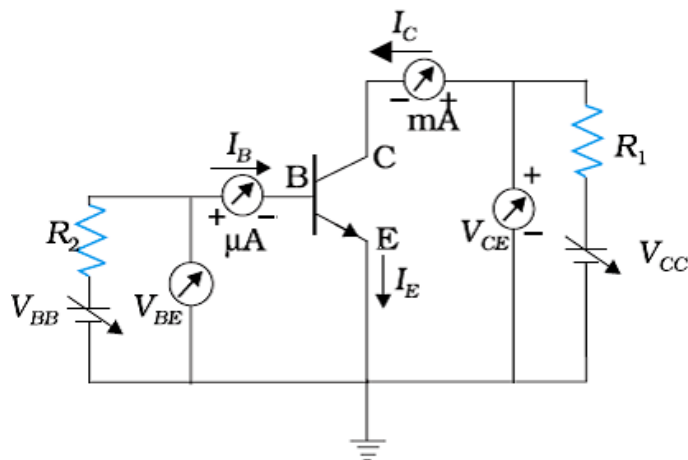 I_C
− +
mA
V_CE
+
−
R_1
V_CC
I_B
B
C
+ −
μA
E
I_E
R_2
V_BB
V_BE